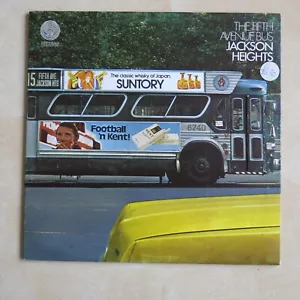 THE FIFTH
AVENUE BUS
JACKSON
HEIGHTS
15 FIFTH AVE
JACKSON HTS
The classic whisky of Japan.
SUNTORY
Football
'n Kent!
6740